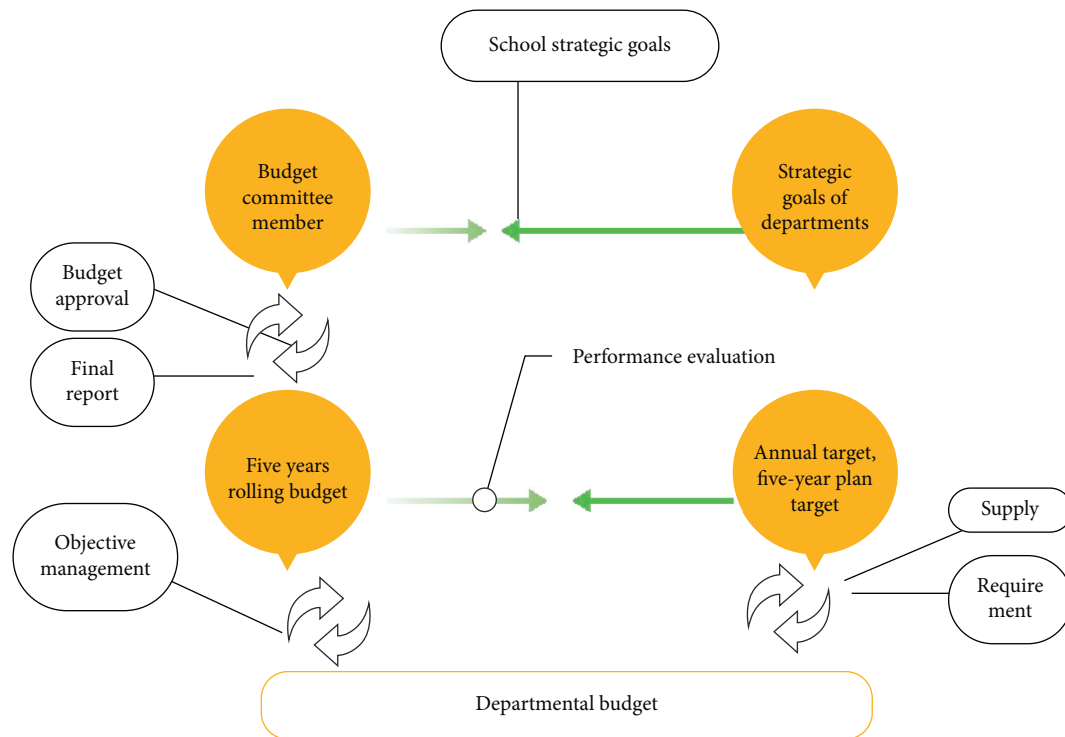 School strategic goals
Budget
committee
member
Strategic
goals of
departments
Budget
approval
Final
report
Performance evaluation
Five years
rolling budget
Annual target,
five-year plan
target
Supply
Objective
management
Require
ment
Departmental budget